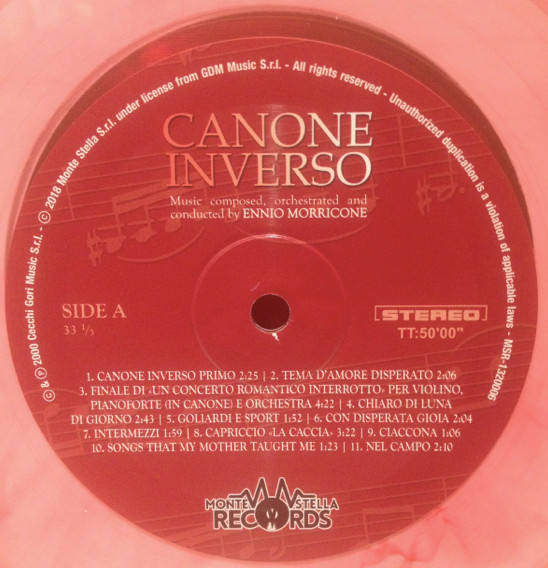 ℗ & © 2000 Cecchi Gori Music S.r.l. - © 2018 Monte Stella S.r.l. under license from GDM Music S.r.l. - All rights reserved - Unauthorized duplication is a violation of applicable laws - MSR-1320006
CANONE
INVERSO
Music composed, orchestrated and
conducted by ENNIO MORRICONE
SIDE A
33 ⅓
STEREO
TT:50'00"
1. CANONE INVERSO PRIMO 2:25 | 2. TEMA D'AMORE DISPERATO 2:06
3. FINALE DI «UN CONCERTO ROMANTICO INTERROTTO» PER VIOLINO,
PIANOFORTE (IN CANONE) E ORCHESTRA 4:22 | 4. CHIARO DI LUNA
DI GIORNO 2:43 | 5. GOLIARDI E SPORT 1:52 | 6. CON DISPERATA GIOIA 2:04
7. INTERMEZZI 1:59 | 8. CAPRICCIO «LA CACCIA» 3:22 | 9. CIACCONA 1:06
10. SONGS THAT MY MOTHER TAUGHT ME 1:23 | 11. NEL CAMPO 2:10
MONTE STELLA
RECORDS